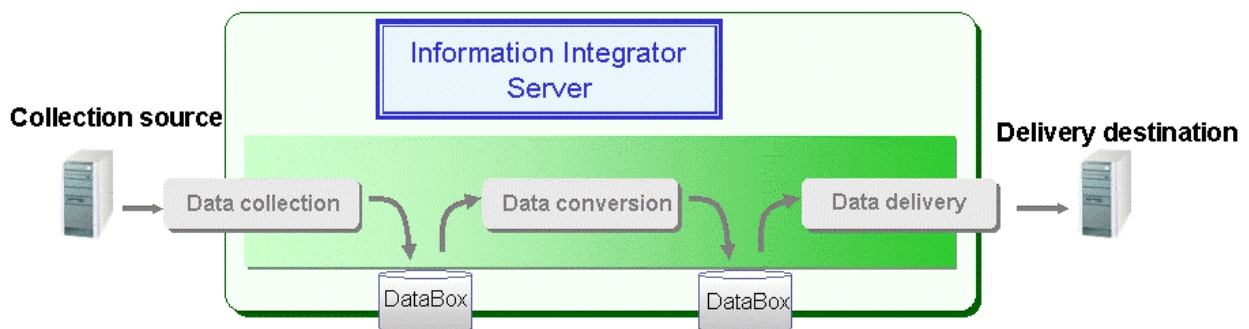 Information Integrator
Server
Collection source
Delivery destination
Data collection
Data conversion
Data delivery
DataBox
DataBox